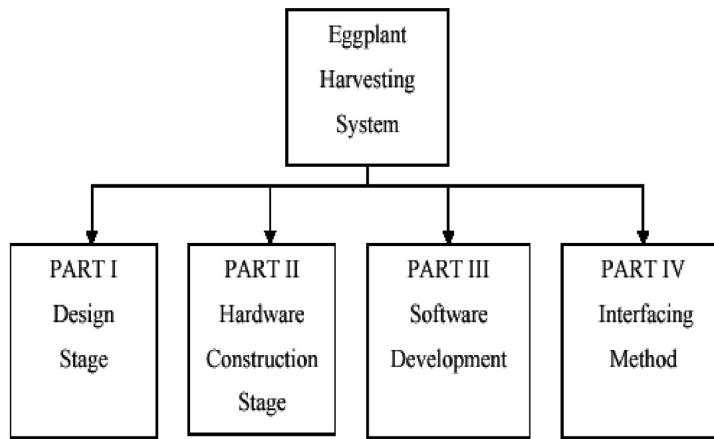 Eggplant
Harvesting
System
PART I
Design
Stage
PART II
Hardware
Construction
Stage
PART III
Software
Development
PART IV
Interfacing
Method